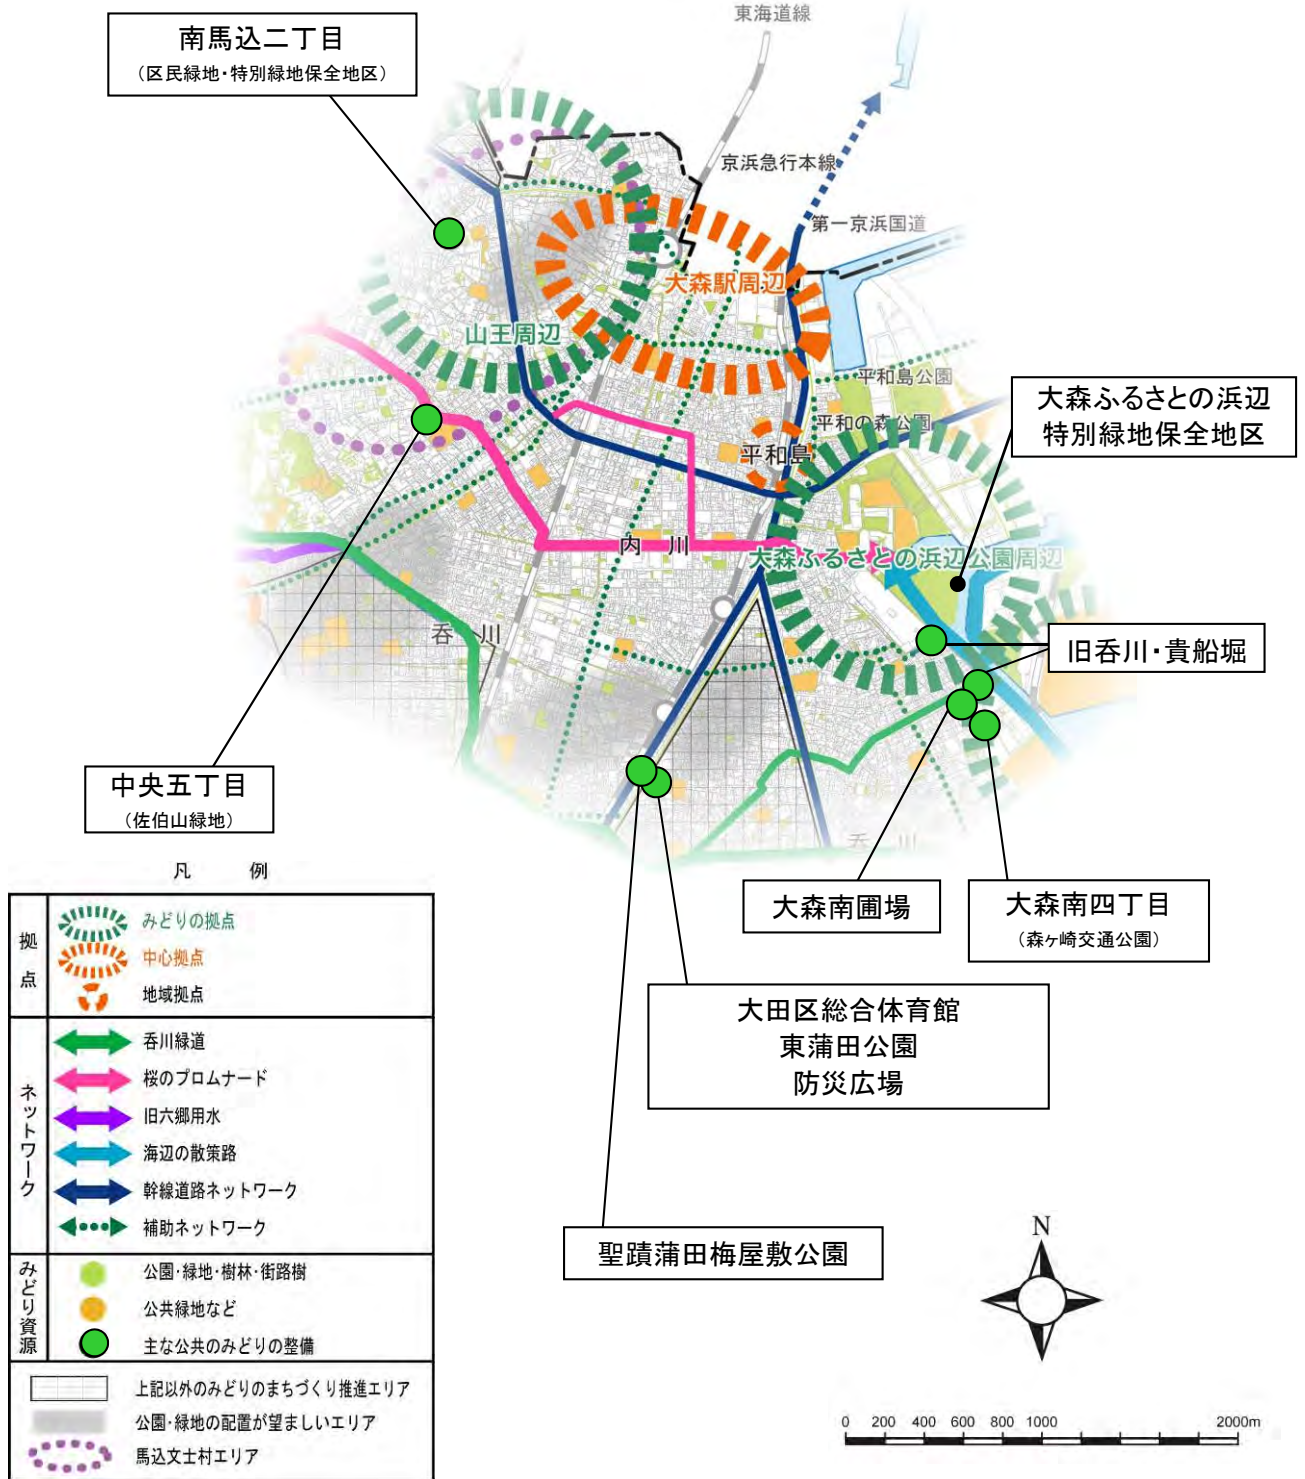 東海道線
南馬込二丁目
（区民緑地・特別緑地保全地区）
京浜急行本線
第一京浜国道
大森駅周辺
山王周辺
平和島公園
大森ふるさとの浜辺
特別緑地保全地区
平和の森公園
平和島
内川
大森ふるさとの浜辺公園周辺
呑川
旧呑川・貴船堀
中央五丁目
（佐伯山緑地）
呑川
大森南圃場
大森南四丁目
（森ヶ崎交通公園）
大田区総合体育館
東蒲田公園
防災広場
聖蹟蒲田梅屋敷公園
凡例
拠点
みどりの拠点
中心拠点
地域拠点
ネットワーク
呑川緑道
桜のプロムナード
旧六郷用水
海辺の散策路
幹線道路ネットワーク
補助ネットワーク
みどり資源
公園・緑地・樹林・街路樹
公共緑地など
主な公共のみどりの整備
上記以外のみどりのまちづくり推進エリア
公園・緑地の配置が望ましいエリア
馬込文士村エリア
N
0 200 400 600 800 1000 2000m